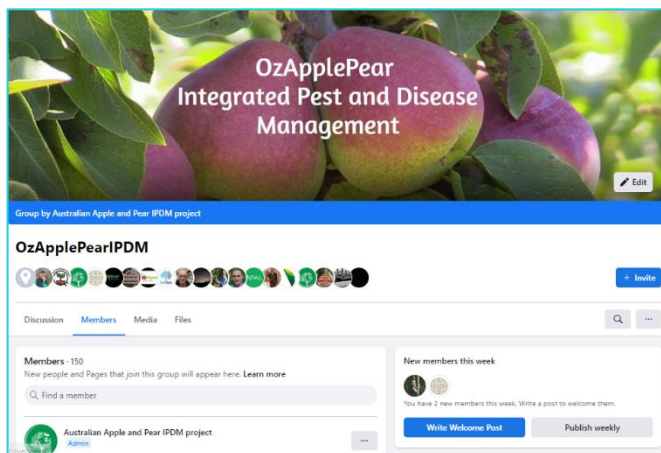 OzApplePear
Integrated Pest and Disease
Management
Edit
Group by Australian Apple and Pear IPDM project
OzApplePearIPDM
+ Invite
Discussion Members Media Files
Members · 150
New people and Pages that join this group will appear here. Learn more
Find a member
Australian Apple and Pear IPDM project
Admin
New members this week
You have 2 new members this week. Write a post to welcome them.
Write Welcome Post
Publish weekly